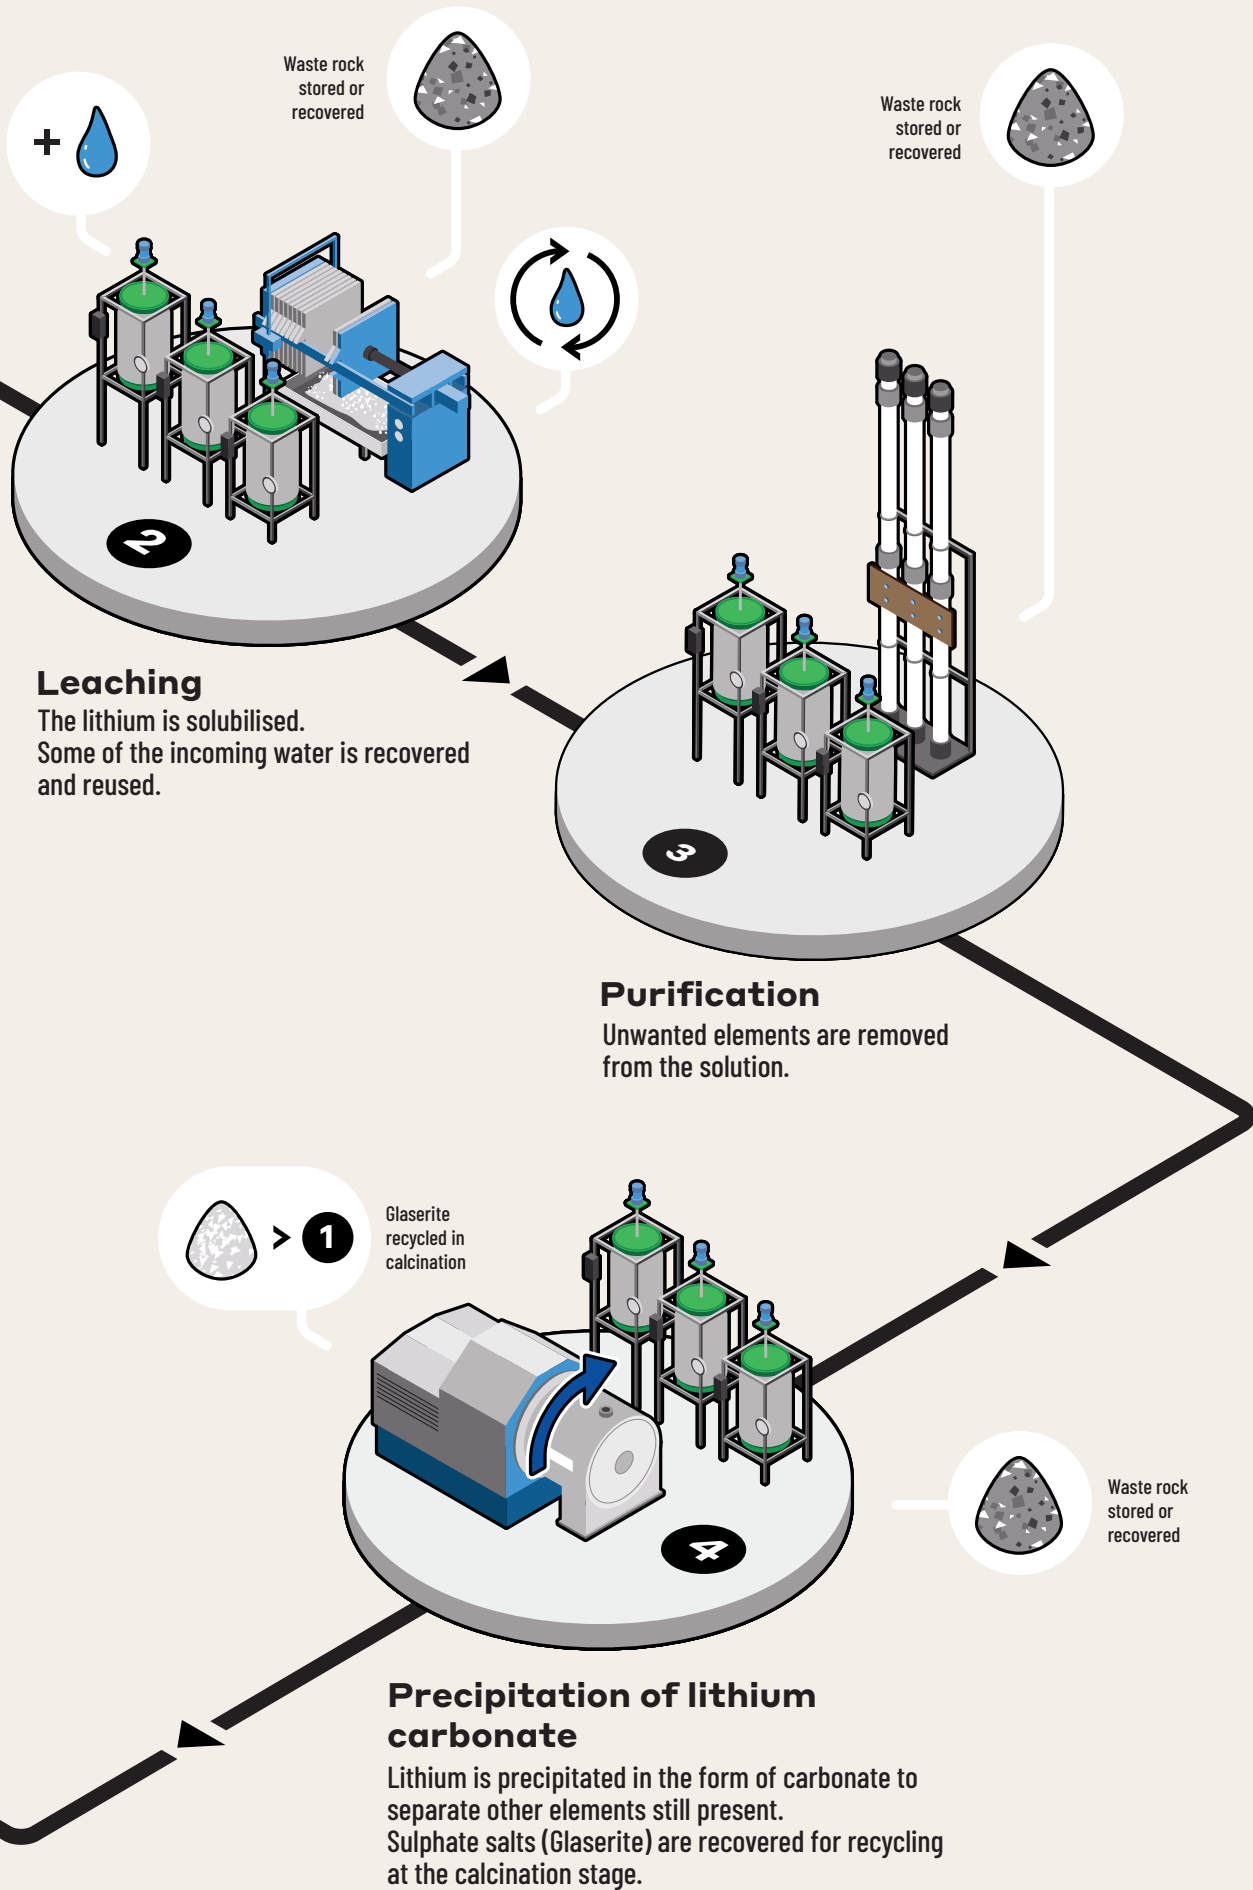 Waste rock
stored or
recovered
+
Waste rock
stored or
recovered
2
Leaching
The lithium is solubilised.
Some of the incoming water is recovered
and reused.
3
Purification
Unwanted elements are removed
from the solution.
> 1
Glaserite
recycled in
calcination
4
Waste rock
stored or
recovered
Precipitation of lithium
carbonate
Lithium is precipitated in the form of carbonate to
separate other elements still present.
Sulphate salts (Glaserite) are recovered for recycling
at the calcination stage.